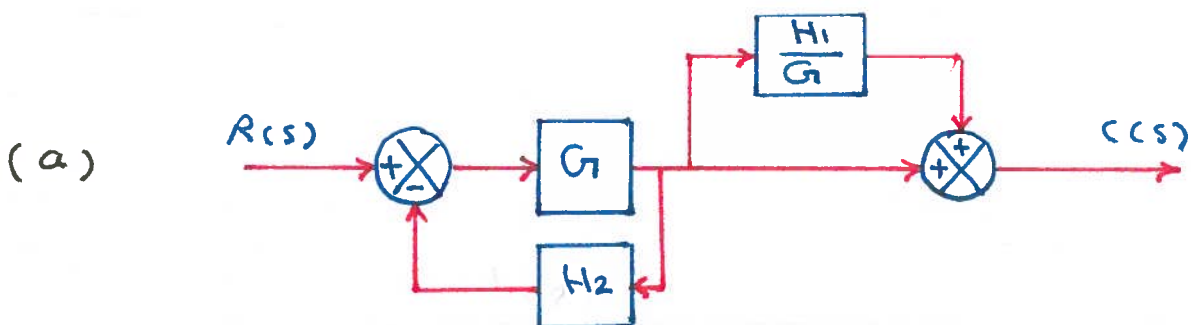 H1
G
(a)
R(s)
+
-
G
+
+
C(s)
H2